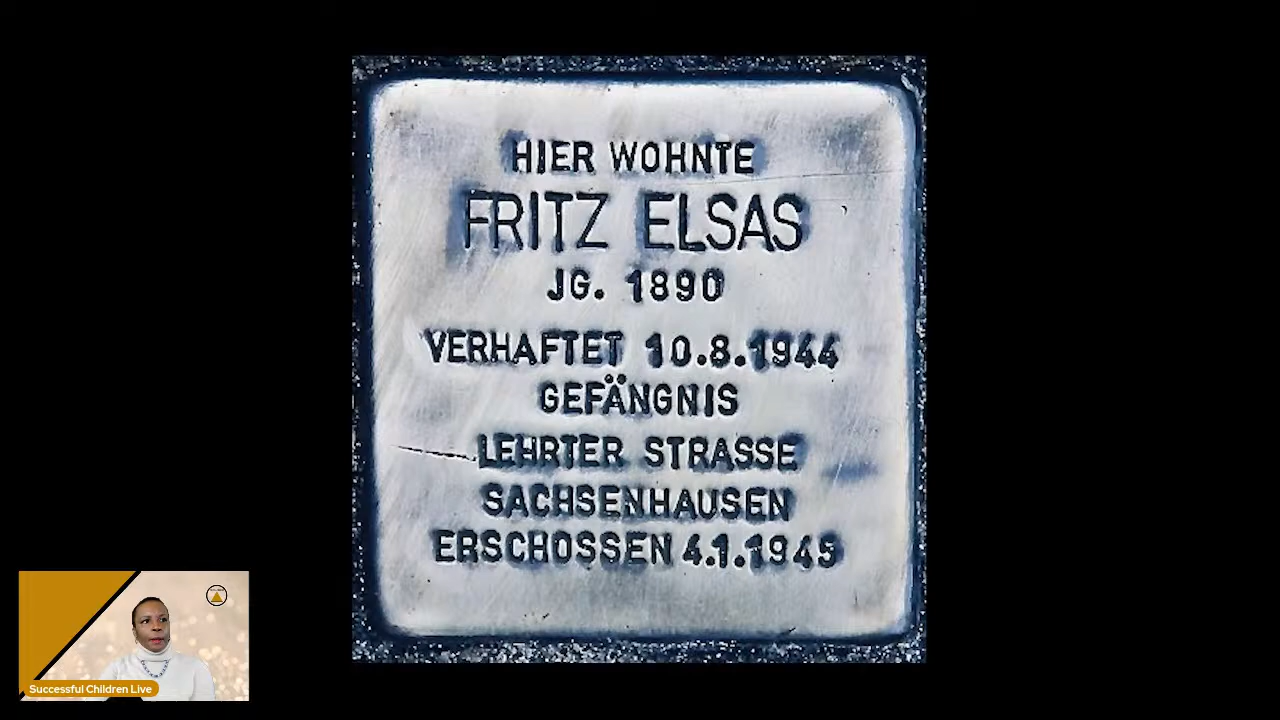 HIER WOHNTE
FRITZ ELSAS
JG. 1890
VERHAFTET 10.8.1944
GEFÄNGNIS
LEHRTER STRASSE
SACHSENHAUSEN
ERSCHOSSEN 4.1.1945
Successful Children Live